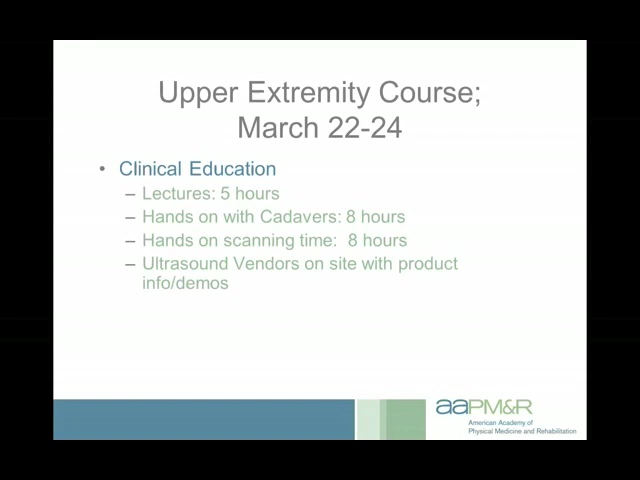 Upper Extremity Course;
March 22-24
• Clinical Education
– Lectures: 5 hours
– Hands on with Cadavers: 8 hours
– Hands on scanning time:  8 hours
– Ultrasound Vendors on site with product
info/demos
aaPM&R
American Academy of
Physical Medicine and Rehabilitation